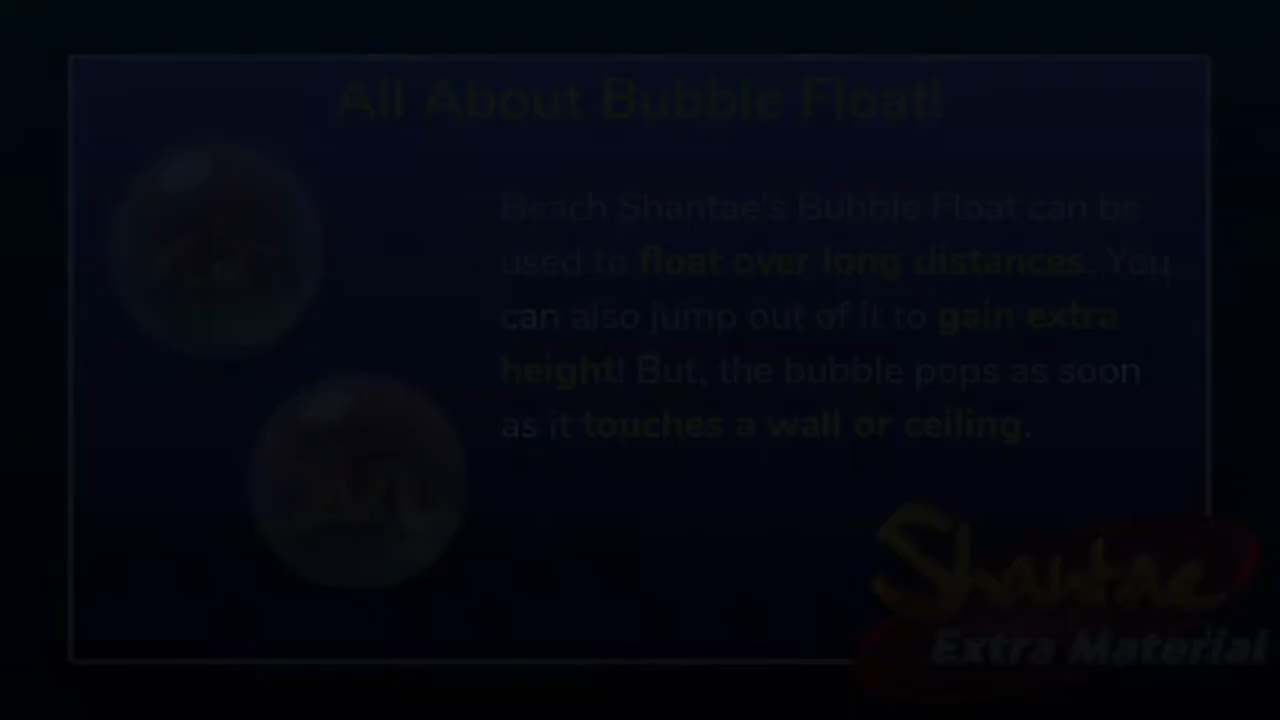 All About Bubble Float!
Beach Shantae's Bubble Float can be
used to float over long distances. You
can also jump out of it to gain extra
height! But, the bubble pops as soon
as it touches a wall or ceiling.
Shantae
Extra Material